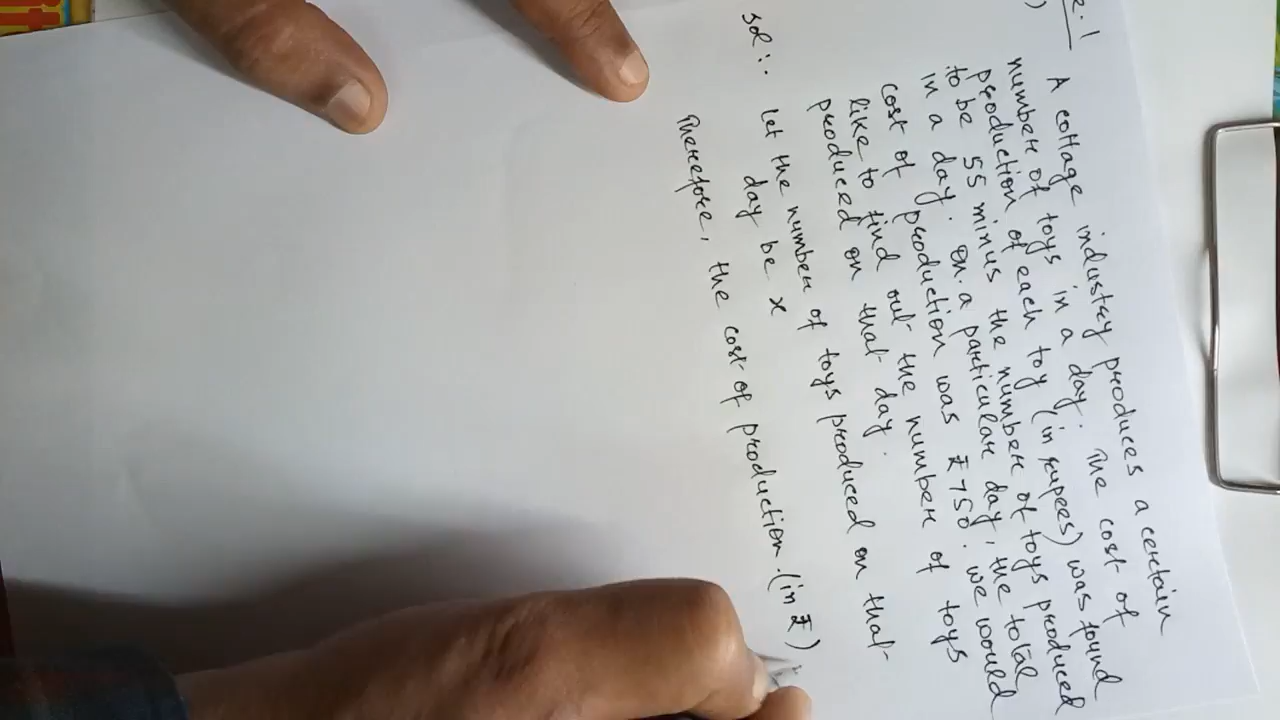 e. 1
)
A cottage industry produces a certain
number of toys in a day. The cost of
production of each toy (in rupees) was found
to be 55 minus the number of toys produced
in a day. On a particular day, the total
cost of production was ₹750. we would
like to find out the number of toys
produced on that day.
Sol:. Let the number of toys produced on that
day be x
Therefore, the cost of production. (in ₹)